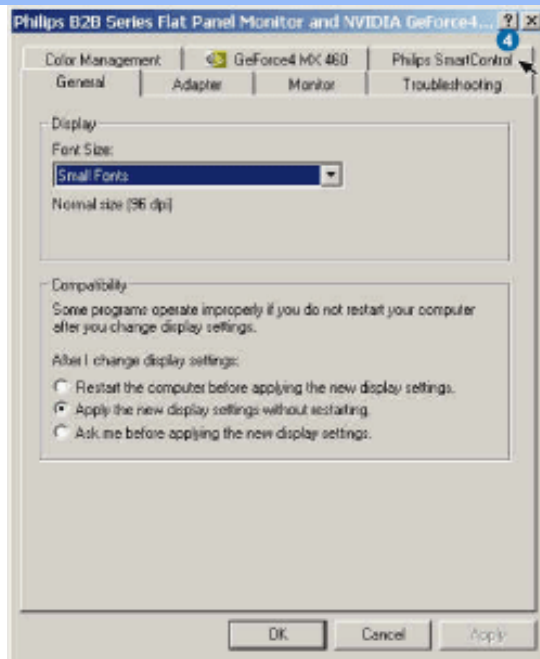 Philips B2B Series Flat Panel Monitor and NVIDIA GeForce4....
4
Color Management GeForce4 MX 460 Philips SmartControl
General Adapter Monitor Troubleshooting
Display
Font Size:
Small Fonts
Normal size (96 dpi)
Compatibility
Some programs operate improperly if you do not restart your computer
after you change display settings.
After I change display settings:
Restart the computer before applying the new display settings.
Apply the new display settings without restarting.
Ask me before applying the new display settings.
OK Cancel Apply